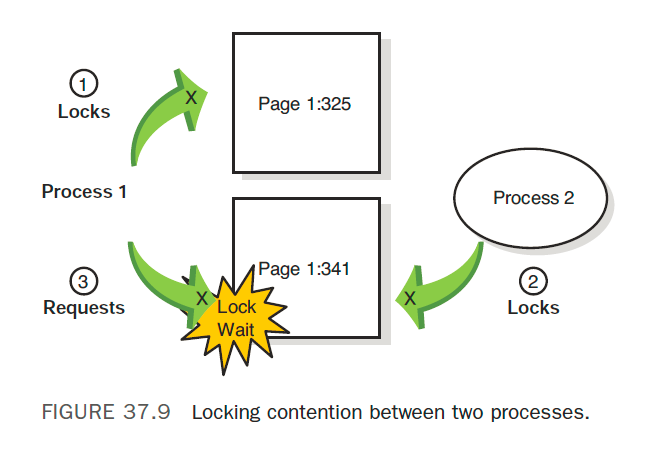 1
Locks
X
Page 1:325
Process 1
Process 2
Page 1:341
3
Requests
X
Lock
Wait
X
2
Locks
FIGURE 37.9 Locking contention between two processes.